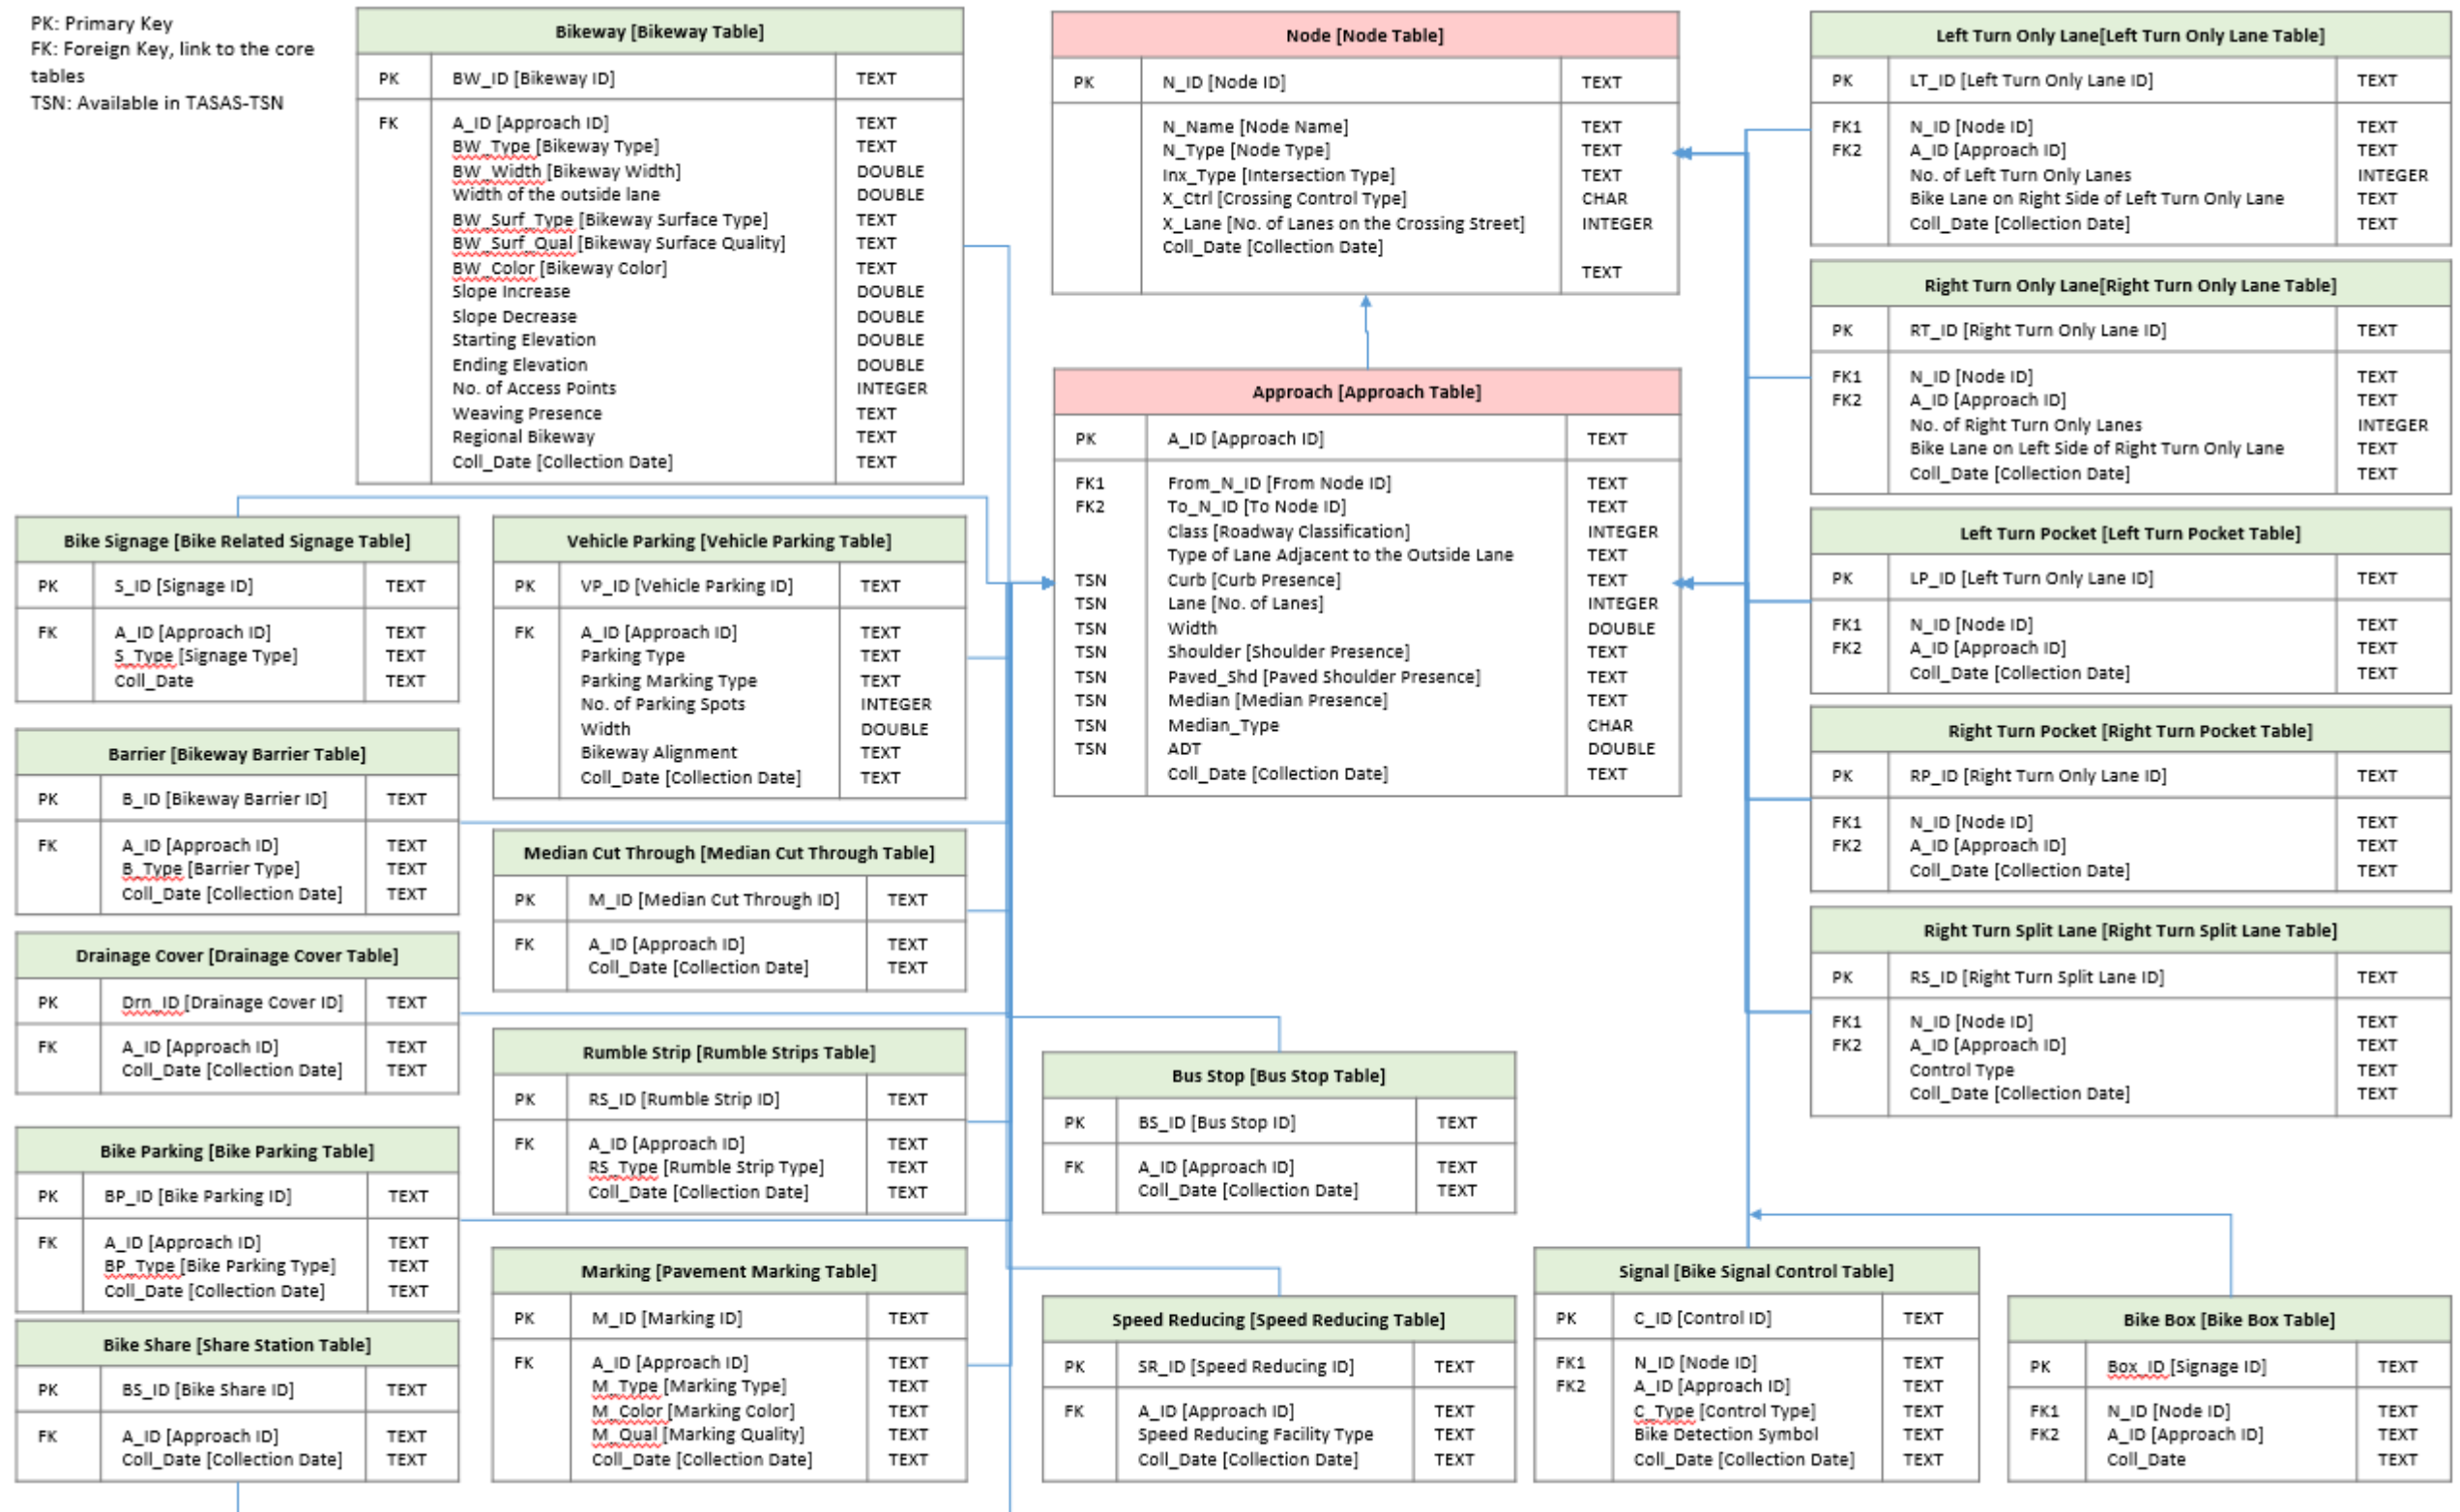 PK: Primary Key
FK: Foreign Key, link to the core
tables
TSN: Available in TASAS-TSN
Bikeway [Bikeway Table]
PK BW_ID [Bikeway ID] TEXT
FK A_ID [Approach ID] TEXT
BW_Type [Bikeway Type] TEXT
BW_Width [Bikeway Width] DOUBLE
Width of the outside lane DOUBLE
BW_Surf_Type [Bikeway Surface Type] TEXT
BW_Surf_Qual [Bikeway Surface Quality] TEXT
BW_Color [Bikeway Color] TEXT
Slope Increase DOUBLE
Slope Decrease DOUBLE
Starting Elevation DOUBLE
Ending Elevation DOUBLE
No. of Access Points INTEGER
Weaving Presence TEXT
Regional Bikeway TEXT
Coll_Date [Collection Date] TEXT
Node [Node Table]
PK N_ID [Node ID] TEXT
N_Name [Node Name] TEXT
N_Type [Node Type] TEXT
Inx_Type [Intersection Type] TEXT
X_Ctrl [Crossing Control Type] CHAR
X_Lane [No. of Lanes on the Crossing Street] INTEGER
Coll_Date [Collection Date]
TEXT
Approach [Approach Table]
PK A_ID [Approach ID] TEXT
FK1 From_N_ID [From Node ID] TEXT
FK2 To_N_ID [To Node ID] TEXT
Class [Roadway Classification] INTEGER
Type of Lane Adjacent to the Outside Lane TEXT
TSN Curb [Curb Presence] TEXT
TSN Lane [No. of Lanes] INTEGER
TSN Width DOUBLE
TSN Shoulder [Shoulder Presence] TEXT
TSN Paved_Shd [Paved Shoulder Presence] TEXT
TSN Median [Median Presence] TEXT
TSN Median_Type CHAR
TSN ADT DOUBLE
Coll_Date [Collection Date] TEXT
Left Turn Only Lane[Left Turn Only Lane Table]
PK LT_ID [Left Turn Only Lane ID] TEXT
FK1 N_ID [Node ID] TEXT
FK2 A_ID [Approach ID] TEXT
No. of Left Turn Only Lanes INTEGER
Bike Lane on Right Side of Left Turn Only Lane TEXT
Coll_Date [Collection Date] TEXT
Right Turn Only Lane[Right Turn Only Lane Table]
PK RT_ID [Right Turn Only Lane ID] TEXT
FK1 N_ID [Node ID] TEXT
FK2 A_ID [Approach ID] TEXT
No. of Right Turn Only Lanes INTEGER
Bike Lane on Left Side of Right Turn Only Lane TEXT
Coll_Date [Collection Date] TEXT
Left Turn Pocket [Left Turn Pocket Table]
PK LP_ID [Left Turn Only Lane ID] TEXT
FK1 N_ID [Node ID] TEXT
FK2 A_ID [Approach ID] TEXT
Coll_Date [Collection Date] TEXT
Right Turn Pocket [Right Turn Pocket Table]
PK RP_ID [Right Turn Only Lane ID] TEXT
FK1 N_ID [Node ID] TEXT
FK2 A_ID [Approach ID] TEXT
Coll_Date [Collection Date] TEXT
Right Turn Split Lane [Right Turn Split Lane Table]
PK RS_ID [Right Turn Split Lane ID] TEXT
FK1 N_ID [Node ID] TEXT
FK2 A_ID [Approach ID] TEXT
Control Type TEXT
Coll_Date [Collection Date] TEXT
Bike Signage [Bike Related Signage Table]
PK S_ID [Signage ID] TEXT
FK A_ID [Approach ID] TEXT
S_Type [Signage Type] TEXT
Coll_Date TEXT
Barrier [Bikeway Barrier Table]
PK B_ID [Bikeway Barrier ID] TEXT
FK A_ID [Approach ID] TEXT
B_Type [Barrier Type] TEXT
Coll_Date [Collection Date] TEXT
Drainage Cover [Drainage Cover Table]
PK Drn_ID [Drainage Cover ID] TEXT
FK A_ID [Approach ID] TEXT
Coll_Date [Collection Date] TEXT
Bike Parking [Bike Parking Table]
PK BP_ID [Bike Parking ID] TEXT
FK A_ID [Approach ID] TEXT
BP_Type [Bike Parking Type] TEXT
Coll_Date [Collection Date] TEXT
Bike Share [Share Station Table]
PK BS_ID [Bike Share ID] TEXT
FK A_ID [Approach ID] TEXT
Coll_Date [Collection Date] TEXT
Vehicle Parking [Vehicle Parking Table]
PK VP_ID [Vehicle Parking ID] TEXT
FK A_ID [Approach ID] TEXT
Parking Type TEXT
Parking Marking Type TEXT
No. of Parking Spots INTEGER
Width DOUBLE
Bikeway Alignment TEXT
Coll_Date [Collection Date] TEXT
Median Cut Through [Median Cut Through Table]
PK M_ID [Median Cut Through ID] TEXT
FK A_ID [Approach ID] TEXT
Coll_Date [Collection Date] TEXT
Rumble Strip [Rumble Strips Table]
PK RS_ID [Rumble Strip ID] TEXT
FK A_ID [Approach ID] TEXT
RS_Type [Rumble Strip Type] TEXT
Coll_Date [Collection Date] TEXT
Marking [Pavement Marking Table]
PK M_ID [Marking ID] TEXT
FK A_ID [Approach ID] TEXT
M_Type [Marking Type] TEXT
M_Color [Marking Color] TEXT
M_Qual [Marking Quality] TEXT
Coll_Date [Collection Date] TEXT
Bus Stop [Bus Stop Table]
PK BS_ID [Bus Stop ID] TEXT
FK A_ID [Approach ID] TEXT
Coll_Date [Collection Date] TEXT
Speed Reducing [Speed Reducing Table]
PK SR_ID [Speed Reducing ID] TEXT
FK A_ID [Approach ID] TEXT
Speed Reducing Facility Type TEXT
Coll_Date [Collection Date] TEXT
Signal [Bike Signal Control Table]
PK C_ID [Control ID] TEXT
FK1 N_ID [Node ID] TEXT
FK2 A_ID [Approach ID] TEXT
C_Type [Control Type] TEXT
Bike Detection Symbol TEXT
Coll_Date [Collection Date] TEXT
Bike Box [Bike Box Table]
PK Box_ID [Signage ID] TEXT
FK1 N_ID [Node ID] TEXT
FK2 A_ID [Approach ID] TEXT
Coll_Date TEXT